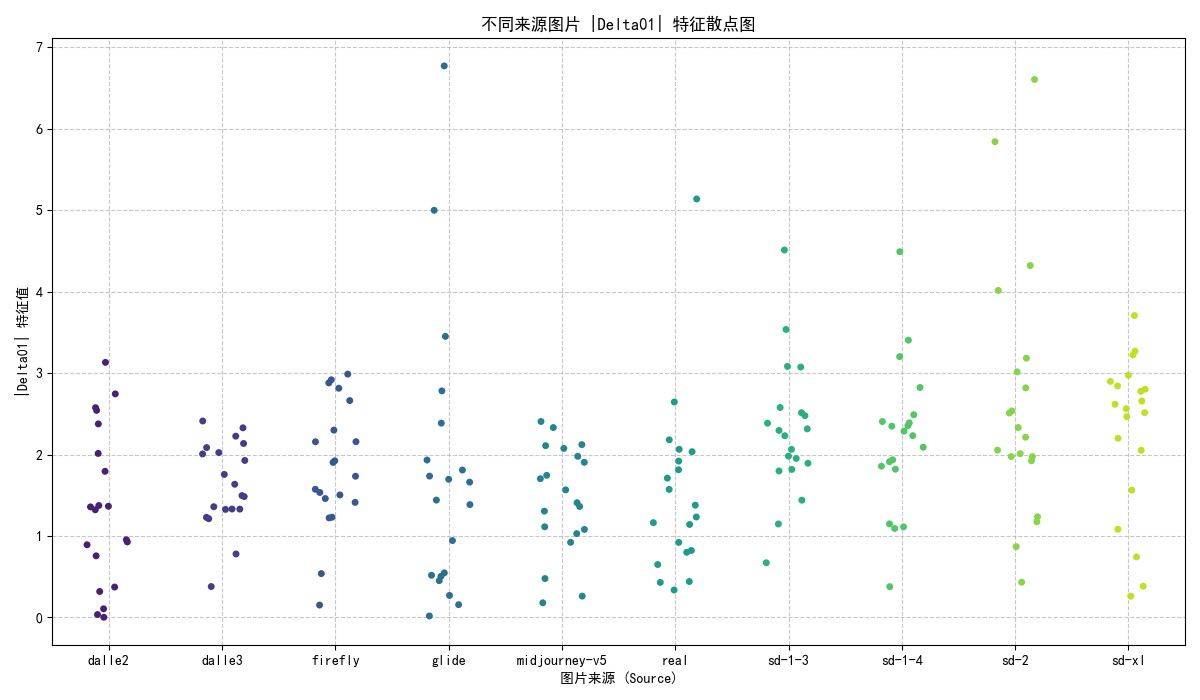 不同来源图片 |Delta01| 特征散点图
|Delta01| 特征值
7
6
5
4
3
2
1
0
dalle2 dalle3 firefly glide midjourney-v5 real sd-1-3 sd-1-4 sd-2 sd-xl
图片来源 (Source)